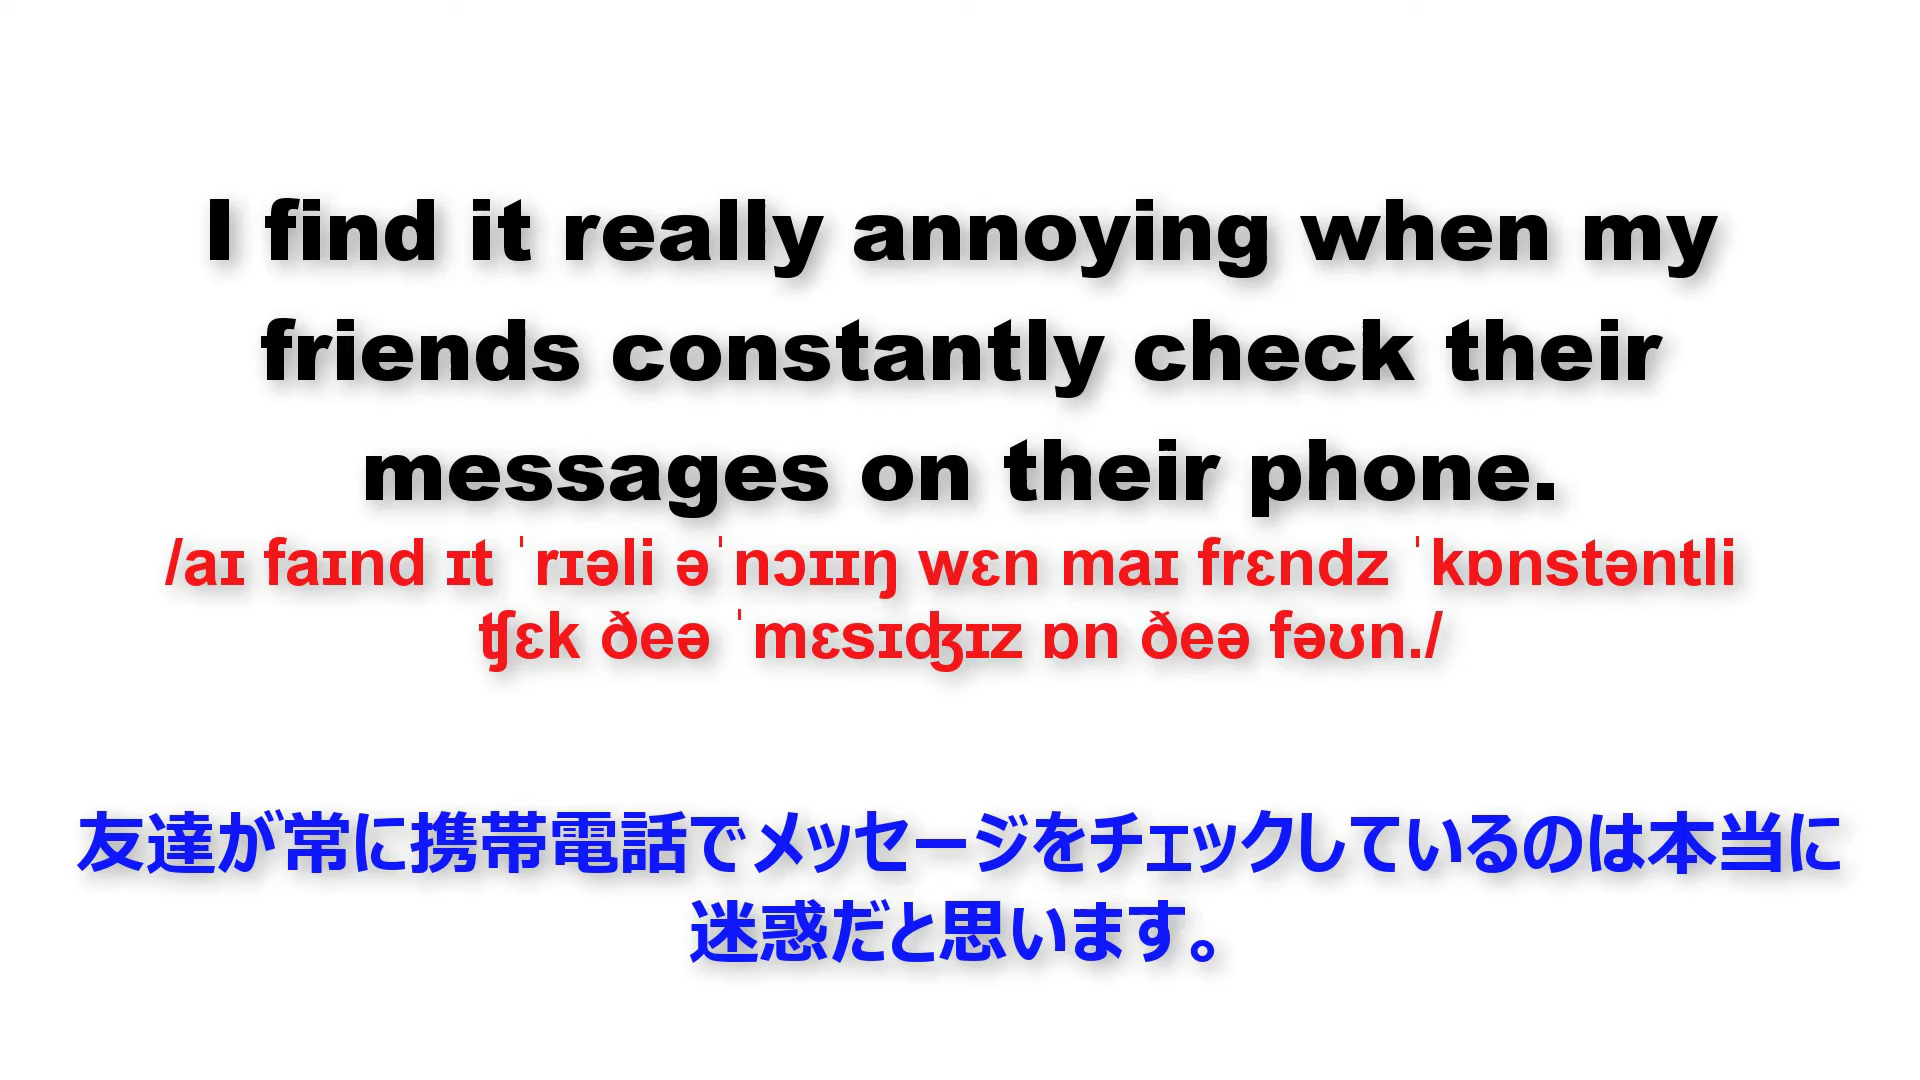 I find it really annoying when my
friends constantly check their
messages on their phone.
/aɪ faɪnd ɪt ˈrɪəli əˈnɔɪɪŋ wɛn maɪ frɛndz ˈkɒnstəntli
ʧɛk ðeə ˈmɛsɪʤɪz ɒn ðeə fəʊn./
友達が常に携帯電話でメッセージをチェックしているのは本当に
迷惑だと思います。